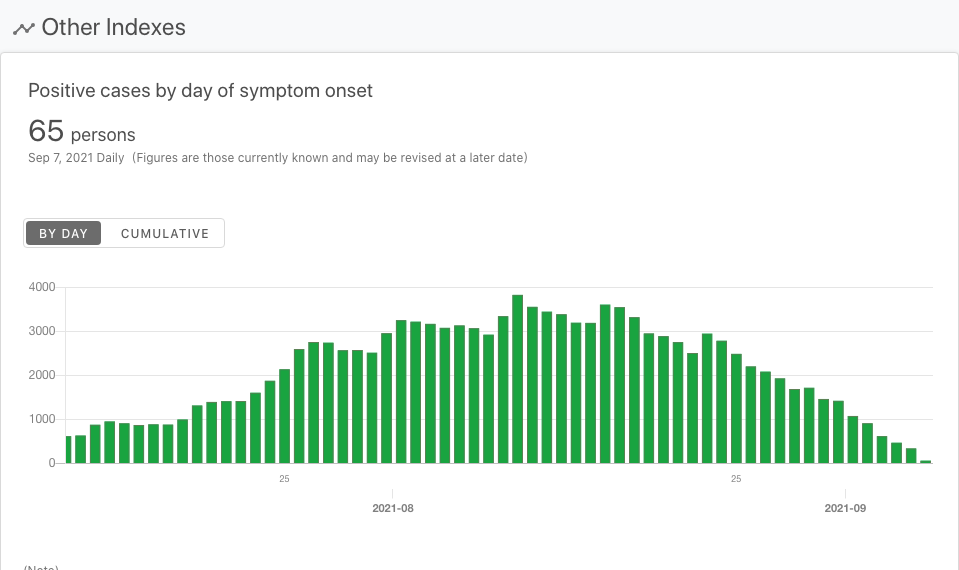 Other Indexes
Positive cases by day of symptom onset
65 persons
Sep 7, 2021 Daily (Figures are those currently known and may be revised at a later date)
BY DAY CUMULATIVE
4000
3000
2000
1000
0
25 25
2021-08 2021-09
(Note)